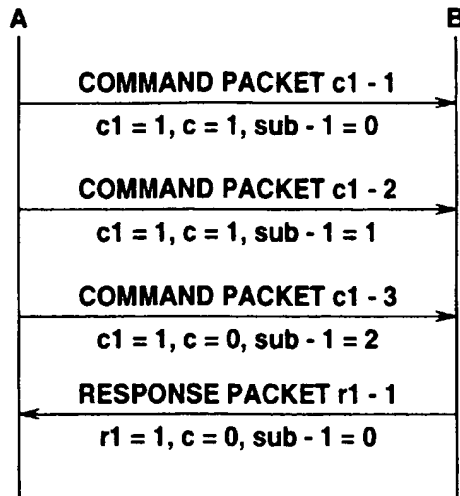 A B
COMMAND PACKET c1 - 1
c1 = 1, c = 1, sub - 1 = 0
COMMAND PACKET c1 - 2
c1 = 1, c = 1, sub - 1 = 1
COMMAND PACKET c1 - 3
c1 = 1, c = 0, sub - 1 = 2
RESPONSE PACKET r1 - 1
r1 = 1, c = 0, sub - 1 = 0